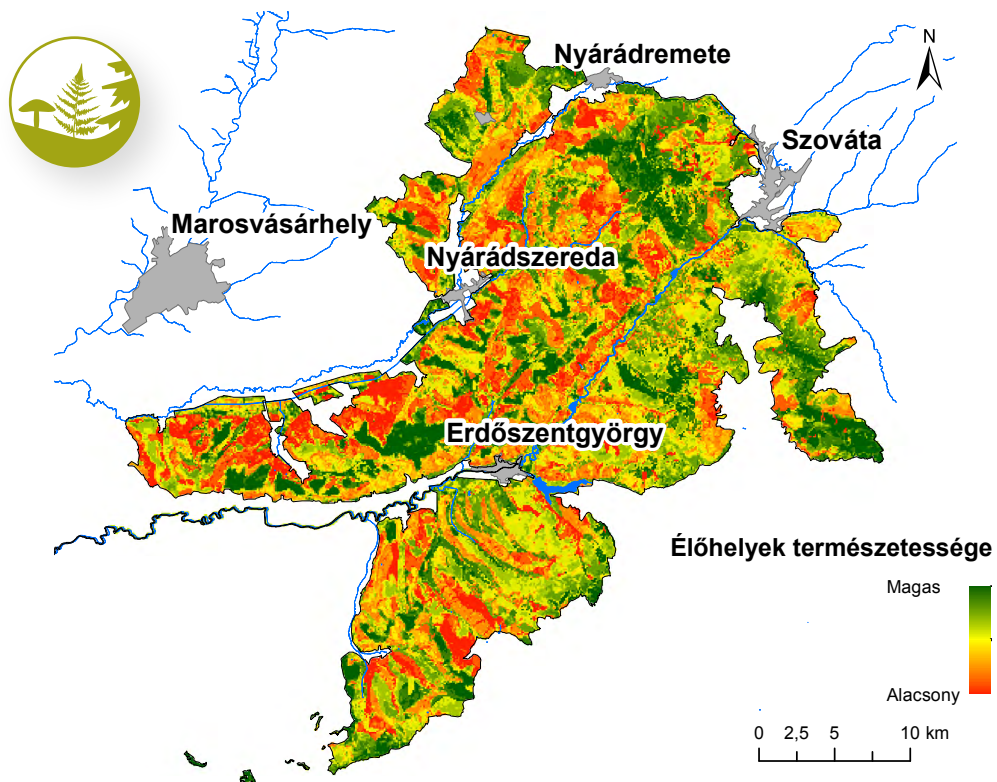 N
Nyárádremete
Szováta
Marosvásárhely
Nyárádszereda
Erdőszentgyörgy
Élőhelyek természetessége
Magas
Alacsony
0 2,5 5 10 km